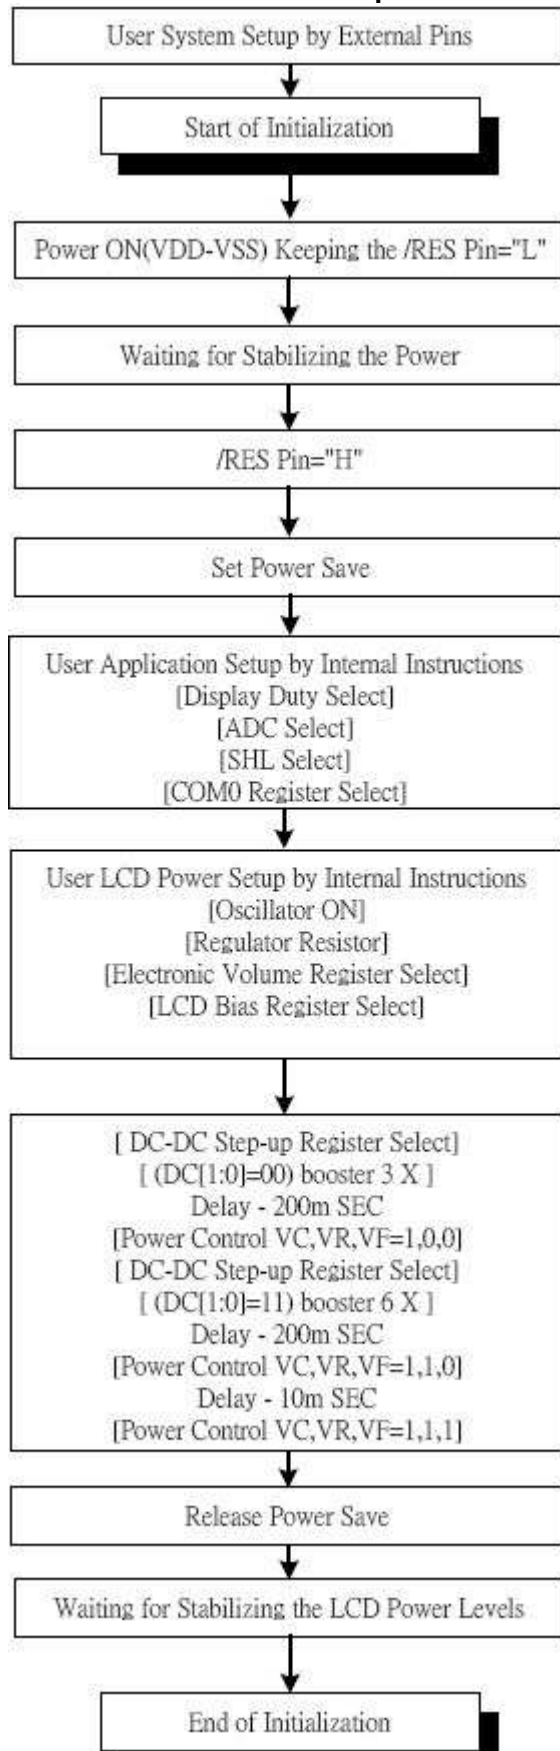 User System Setup by External Pins
Start of Initialization
Power ON(VDD-VSS) Keeping the /RES Pin="L"
Waiting for Stabilizing the Power
/RES Pin="H"
Set Power Save
User Application Setup by Internal Instructions
[Display Duty Select]
[ADC Select]
[SHL Select]
[COM0 Register Select]
User LCD Power Setup by Internal Instructions
[Oscillator ON]
[Regulator Resistor]
[Electronic Volume Register Select]
[LCD Bias Register Select]
[ DC-DC Step-up Register Select]
[ (DC[1:0]=00) booster 3 X ]
Delay - 200m SEC
[Power Control VC,VR,VF=1,0,0]
[ DC-DC Step-up Register Select]
[ (DC[1:0]=11) booster 6 X ]
Delay - 200m SEC
[Power Control VC,VR,VF=1,1,0]
Delay - 10m SEC
[Power Control VC,VR,VF=1,1,1]
Release Power Save
Waiting for Stabilizing the LCD Power Levels
End of Initialization